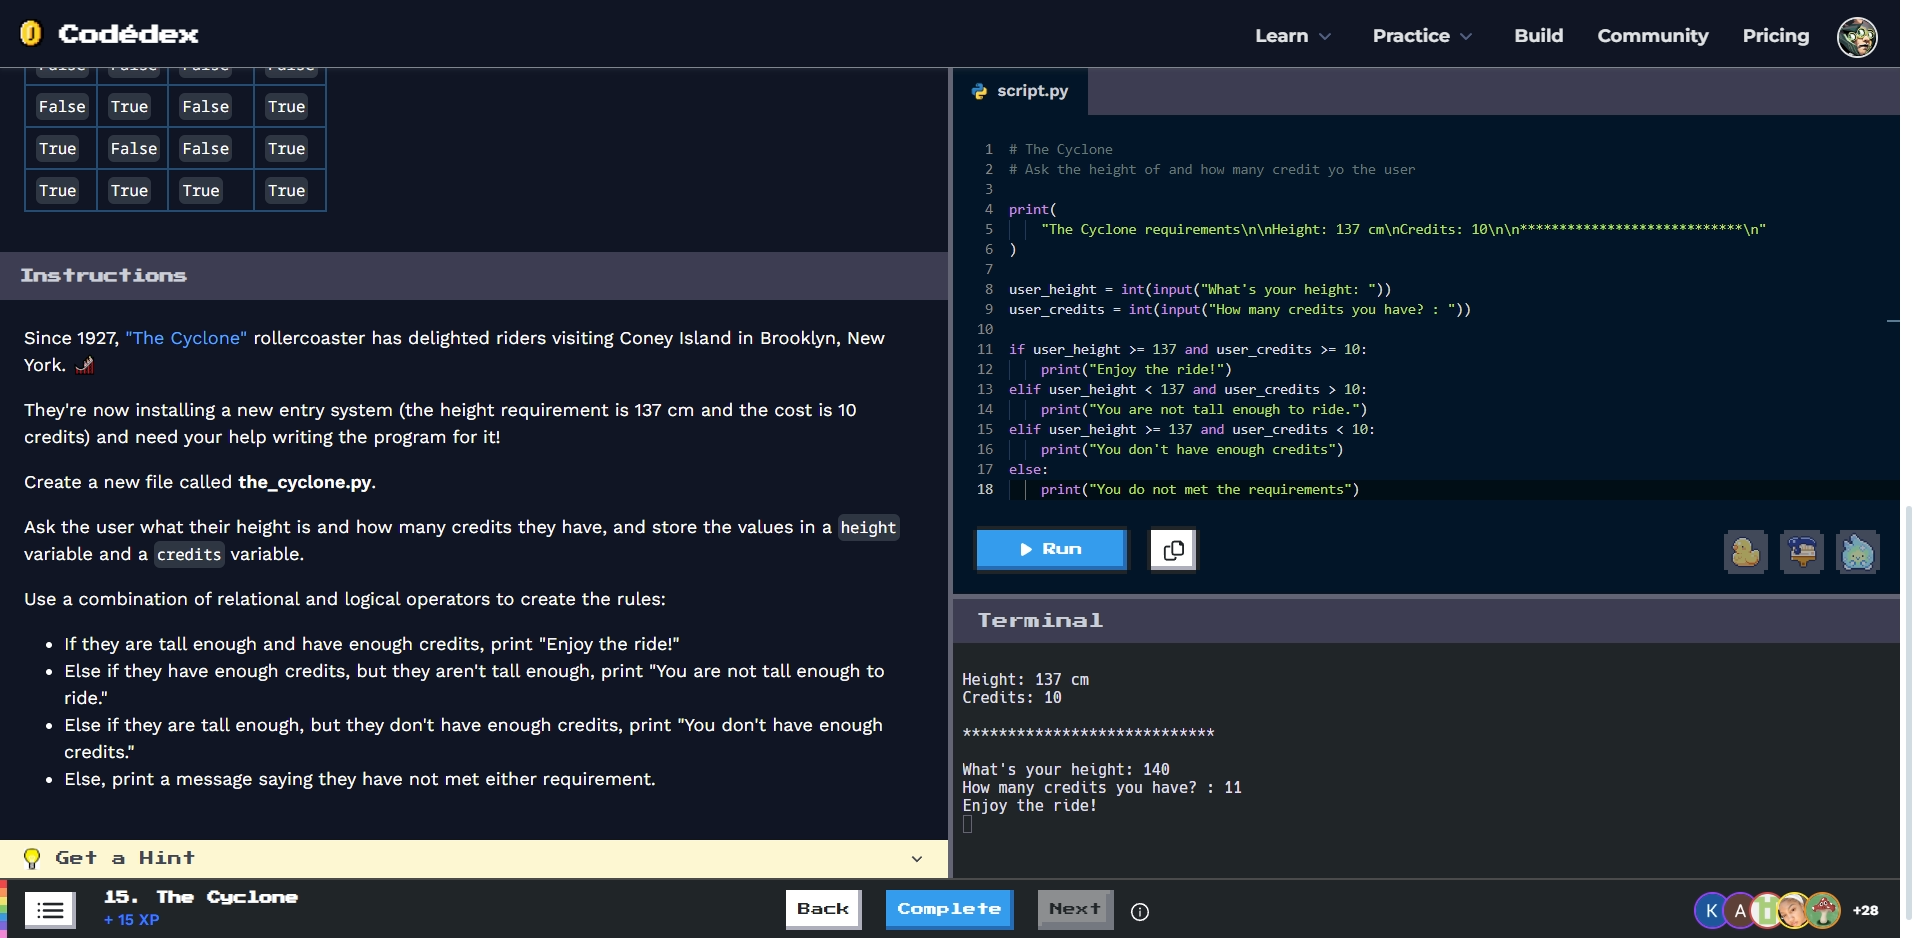 Codédex
Learn
Practice
Build
Community
Pricing
False False False False
False True False True
True False False True
True True True True
Instructions
Since 1927, "The Cyclone" rollercoaster has delighted riders visiting Coney Island in Brooklyn, New
York.
They're now installing a new entry system (the height requirement is 137 cm and the cost is 10
credits) and need your help writing the program for it!
Create a new file called the_cyclone.py.
Ask the user what their height is and how many credits they have, and store the values in a height
variable and a credits variable.
Use a combination of relational and logical operators to create the rules:
• If they are tall enough and have enough credits, print "Enjoy the ride!"
• Else if they have enough credits, but they aren't tall enough, print "You are not tall enough to
ride."
• Else if they are tall enough, but they don't have enough credits, print "You don't have enough
credits."
• Else, print a message saying they have not met either requirement.
Get a Hint
script.py
1 # The Cyclone
2 # Ask the height of and how many credit yo the user
3
4 print(
5 "The Cyclone requirements\n\nHeight: 137 cm\nCredits: 10\n\n****************************\n"
6 )
7
8 user_height = int(input("What's your height: "))
9 user_credits = int(input("How many credits you have? : "))
10
11 if user_height >= 137 and user_credits >= 10:
12 print("Enjoy the ride!")
13 elif user_height < 137 and user_credits > 10:
14 print("You are not tall enough to ride.")
15 elif user_height >= 137 and user_credits < 10:
16 print("You don't have enough credits")
17 else:
18 print("You do not met the requirements")
Run
Terminal
Height: 137 cm
Credits: 10
****************************
What's your height: 140
How many credits you have? : 11
Enjoy the ride!
15. The Cyclone
+ 15 XP
Back
Complete
Next
K
A
+28